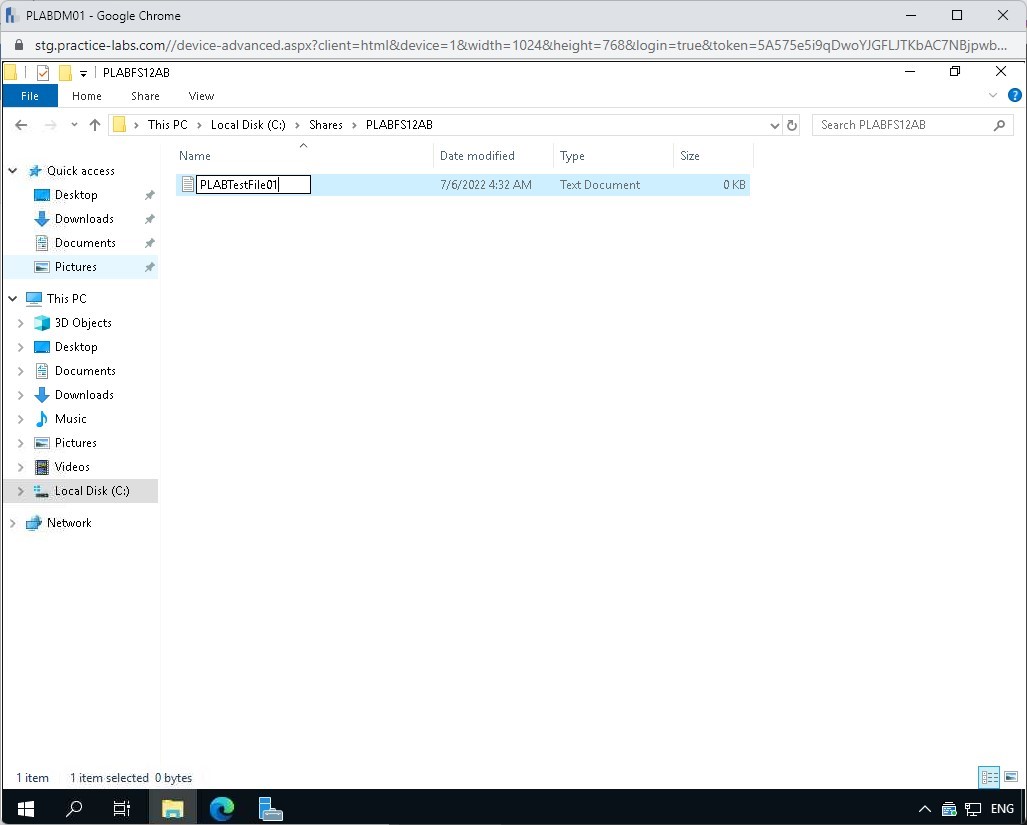 PLABDM01 - Google Chrome
stg.practice-labs.com//device-advanced.aspx?client=html&device=1&width=1024&height=768&login=true&token=5A575e5i9qDwoYJGFLJTKbAC7NBjpwb...
PLABFS12AB
File Home Share View
This PC Local Disk (C:) Shares PLABFS12AB Search PLABFS12AB
Name Date modified Type Size
Quick access
PLABTestFile01 7/6/2022 4:32 AM Text Document 0 KB
Desktop
Downloads
Documents
Pictures
This PC
3D Objects
Desktop
Documents
Downloads
Music
Pictures
Videos
Local Disk (C:)
Network
1 item 1 item selected 0 bytes
ENG